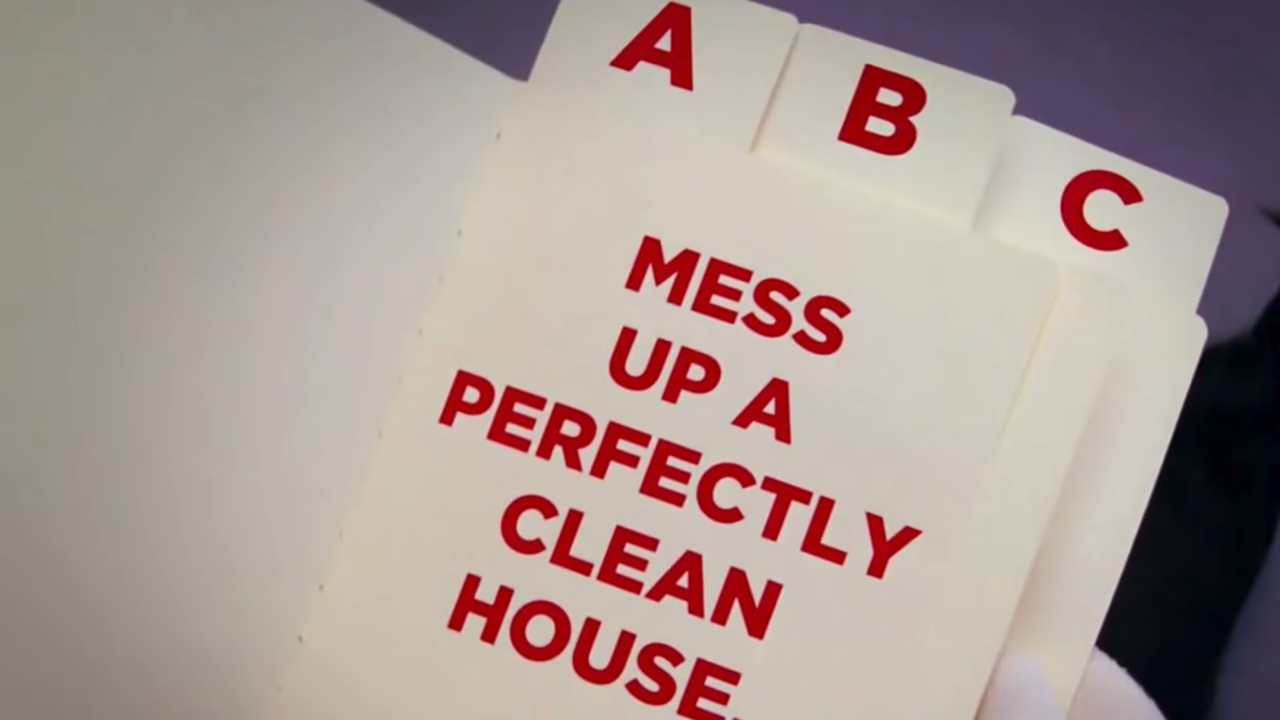 A B C
MESS
UP A
PERFECTLY
CLEAN
HOUSE.